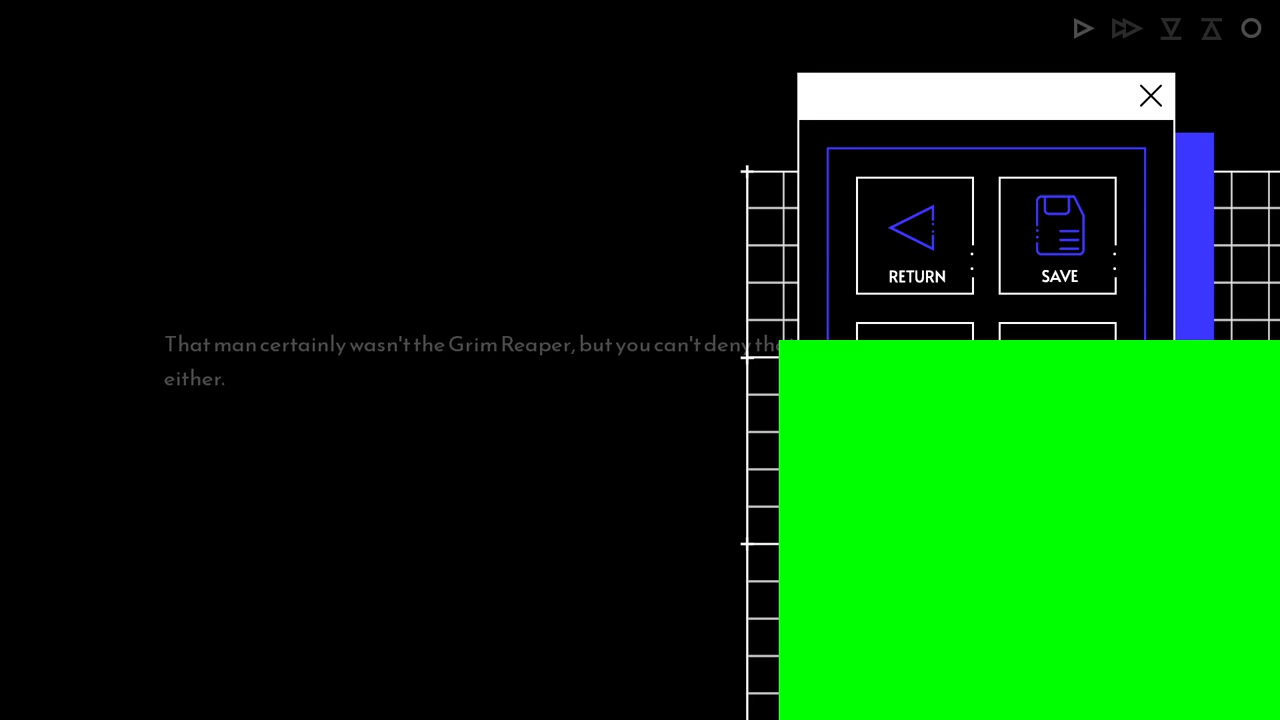 RETURN
SAVE
That man certainly wasn't the Grim Reaper, but you can't deny
either.